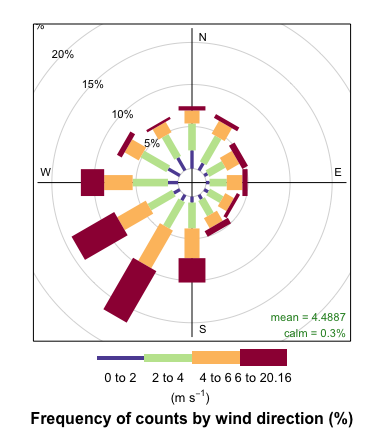 %
N
20%
15%
10%
5%
W
E
mean = 4.4887
calm = 0.3%
S
0 to 2 2 to 4 4 to 6 6 to 20.16
(m s⁻¹)
Frequency of counts by wind direction (%)